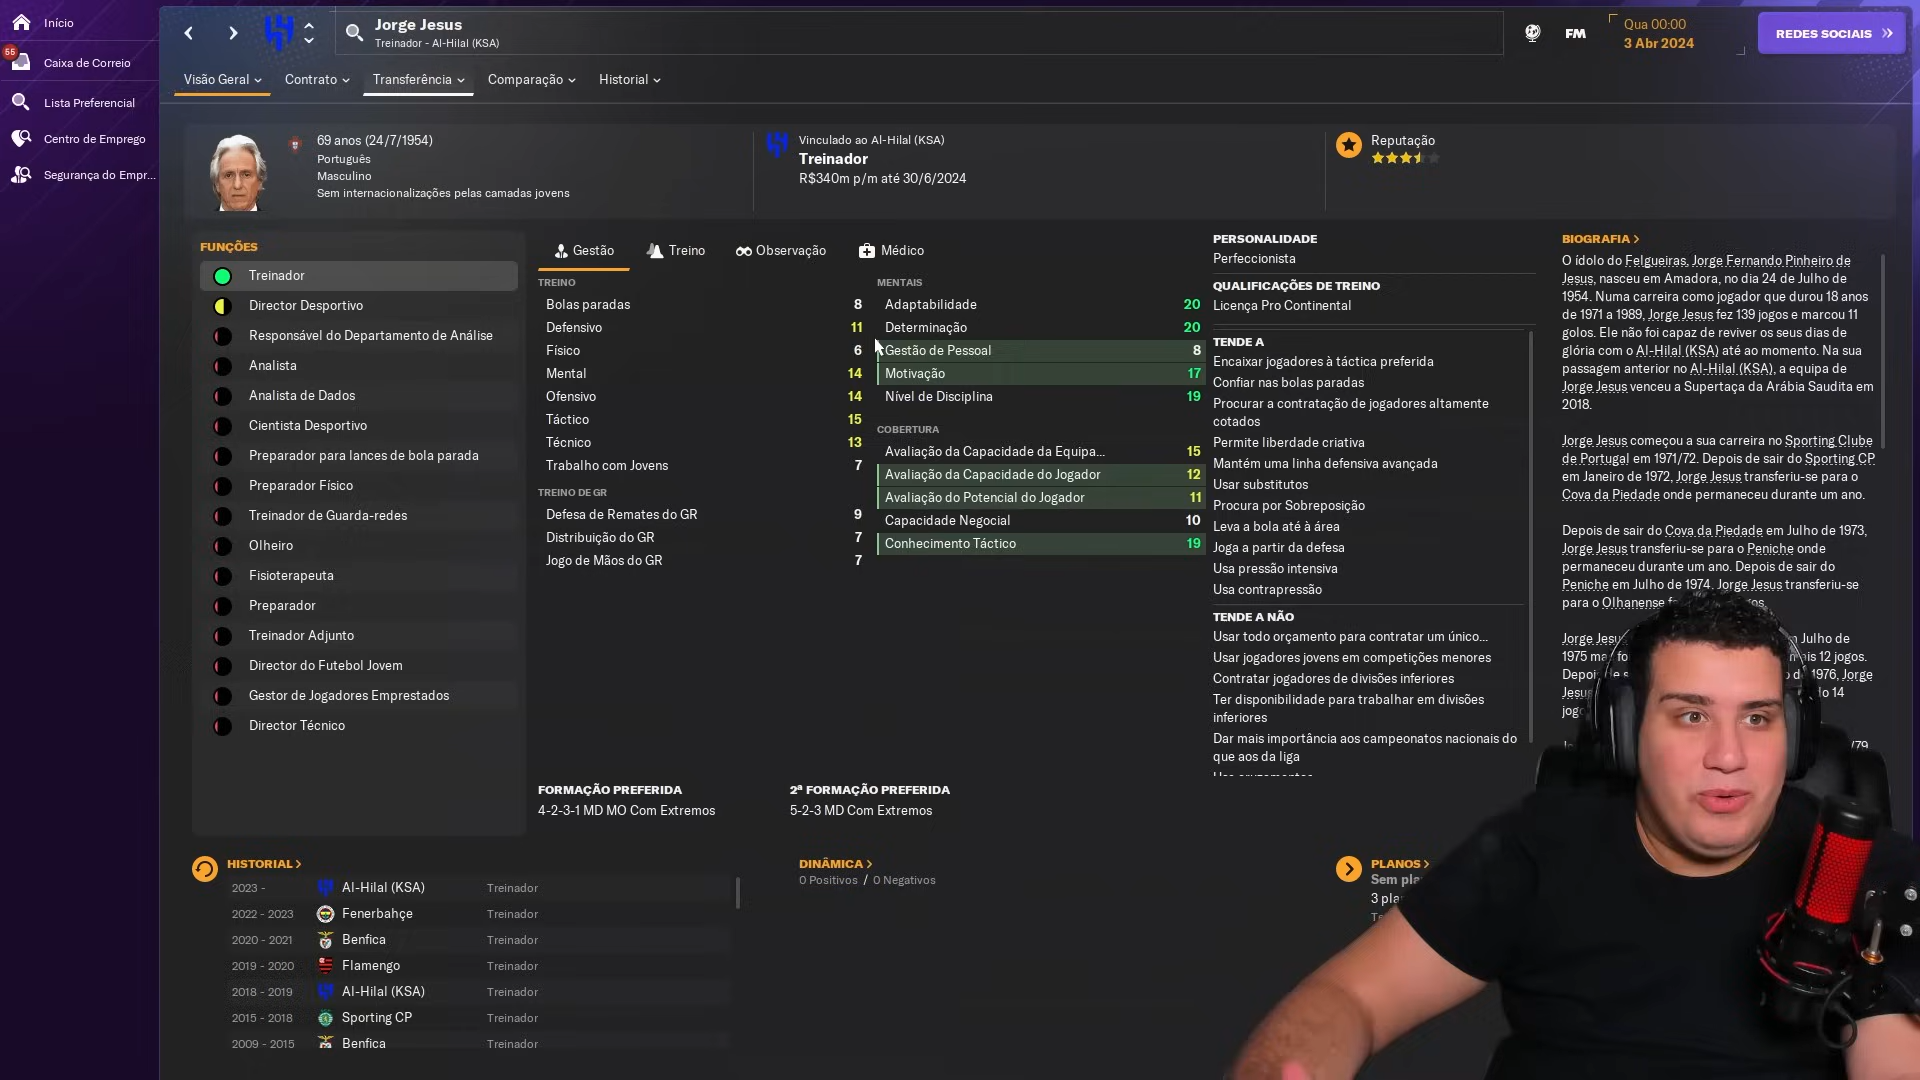 Início
55
Caixa de Correio
Lista Preferencial
Centro de Emprego
Segurança do Empr...
Jorge Jesus
Treinador - Al-Hilal (KSA)
FM
Qua 00:00
3 Abr 2024
REDES SOCIAIS
Visão Geral
Contrato
Transferência
Comparação
Historial
69 anos (24/7/1954)
Português
Masculino
Sem internacionalizações pelas camadas jovens
Vinculado ao Al-Hilal (KSA)
Treinador
R$340m p/m até 30/6/2024
Reputação
FUNÇÕES
Treinador
Director Desportivo
Responsável do Departamento de Análise
Analista
Analista de Dados
Cientista Desportivo
Preparador para lances de bola parada
Preparador Físico
Treinador de Guarda-redes
Olheiro
Fisioterapeuta
Preparador
Treinador Adjunto
Director do Futebol Jovem
Gestor de Jogadores Emprestados
Director Técnico
Gestão
Treino
Observação
Médico
TREINO
Bolas paradas 8
Defensivo 11
Físico 6
Mental 14
Ofensivo 14
Táctico 15
Técnico 13
Trabalho com Jovens 7
TREINO DE GR
Defesa de Remates do GR 9
Distribuição do GR 7
Jogo de Mãos do GR 7
MENTAIS
Adaptabilidade 20
Determinação 20
Gestão de Pessoal 8
Motivação 17
Nível de Disciplina 19
COBERTURA
Avaliação da Capacidade da Equipa... 15
Avaliação da Capacidade do Jogador 12
Avaliação do Potencial do Jogador 11
Capacidade Negocial 10
Conhecimento Táctico 19
PERSONALIDADE
Perfeccionista
QUALIFICAÇÕES DE TREINO
Licença Pro Continental
TENDE A
Encaixar jogadores à táctica preferida
Confiar nas bolas paradas
Procurar a contratação de jogadores altamente
cotados
Permite liberdade criativa
Mantém uma linha defensiva avançada
Usar substitutos
Procura por Sobreposição
Leva a bola até à área
Joga a partir da defesa
Usa pressão intensiva
Usa contrapressão
TENDE A NÃO
Usar todo orçamento para contratar um único...
Usar jogadores jovens em competições menores
Contratar jogadores de divisões inferiores
Ter disponibilidade para trabalhar em divisões
inferiores
Dar mais importância aos campeonatos nacionais do
que aos da liga
BIOGRAFIA
O ídolo do Felgueiras, Jorge Fernando Pinheiro de
Jesus, nasceu em Amadora, no dia 24 de Julho de
1954. Numa carreira como jogador que durou 18 anos
de 1971 a 1989, Jorge Jesus fez 139 jogos e marcou 11
golos. Ele não foi capaz de reviver os seus dias de
glória com o Al-Hilal (KSA) até ao momento. Na sua
passagem anterior no Al-Hilal (KSA), a equipa de
Jorge Jesus venceu a Supertaça da Arábia Saudita em
2018.
Jorge Jesus começou a sua carreira no Sporting Clube
de Portugal em 1971/72. Depois de sair do Sporting CP
em Janeiro de 1972, Jorge Jesus transferiu-se para o
Cova da Piedade onde permaneceu durante um ano.
Depois de sair do Cova da Piedade em Julho de 1973,
Jorge Jesus transferiu-se para o Peniche onde
permaneceu durante um ano. Depois de sair do
Peniche em Julho de 1974, Jorge Jesus transferiu-se
para o Olhanense
Jorge Jesus Julho de
1975 12 jogos.
1976, Jorge
14
/79
FORMAÇÃO PREFERIDA
4-2-3-1 MD MO Com Extremos
2ª FORMAÇÃO PREFERIDA
5-2-3 MD Com Extremos
HISTORIAL
2023 - Al-Hilal (KSA) Treinador
2022 - 2023 Fenerbahçe Treinador
2020 - 2021 Benfica Treinador
2019 - 2020 Flamengo Treinador
2018 - 2019 Al-Hilal (KSA) Treinador
2015 - 2018 Sporting CP Treinador
2009 - 2015 Benfica Treinador
DINÂMICA
0 Positivos / 0 Negativos
PLANOS
Sem
3